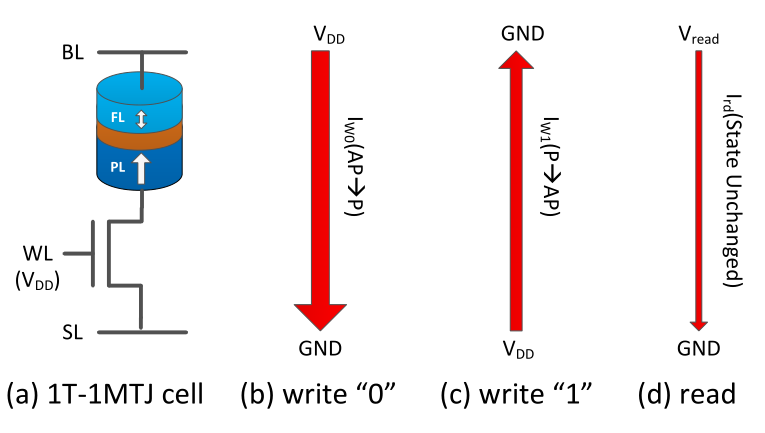 BL
FL
PL
WL
(VDD)
SL
(a) 1T-1MTJ cell
VDD
IW0(AP→P)
GND
(b) write “0”
GND
IW1(P→AP)
VDD
(c) write “1”
Vread
Ird(State Unchanged)
GND
(d) read